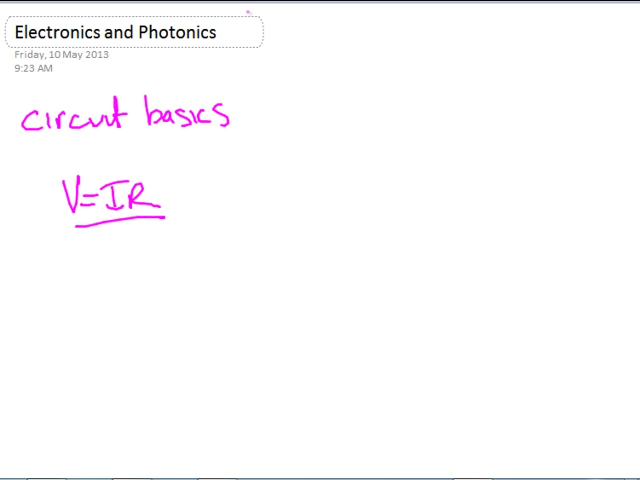 Electronics and Photonics
Friday, 10 May 2013
9:23 AM
circuit basics
V=IR